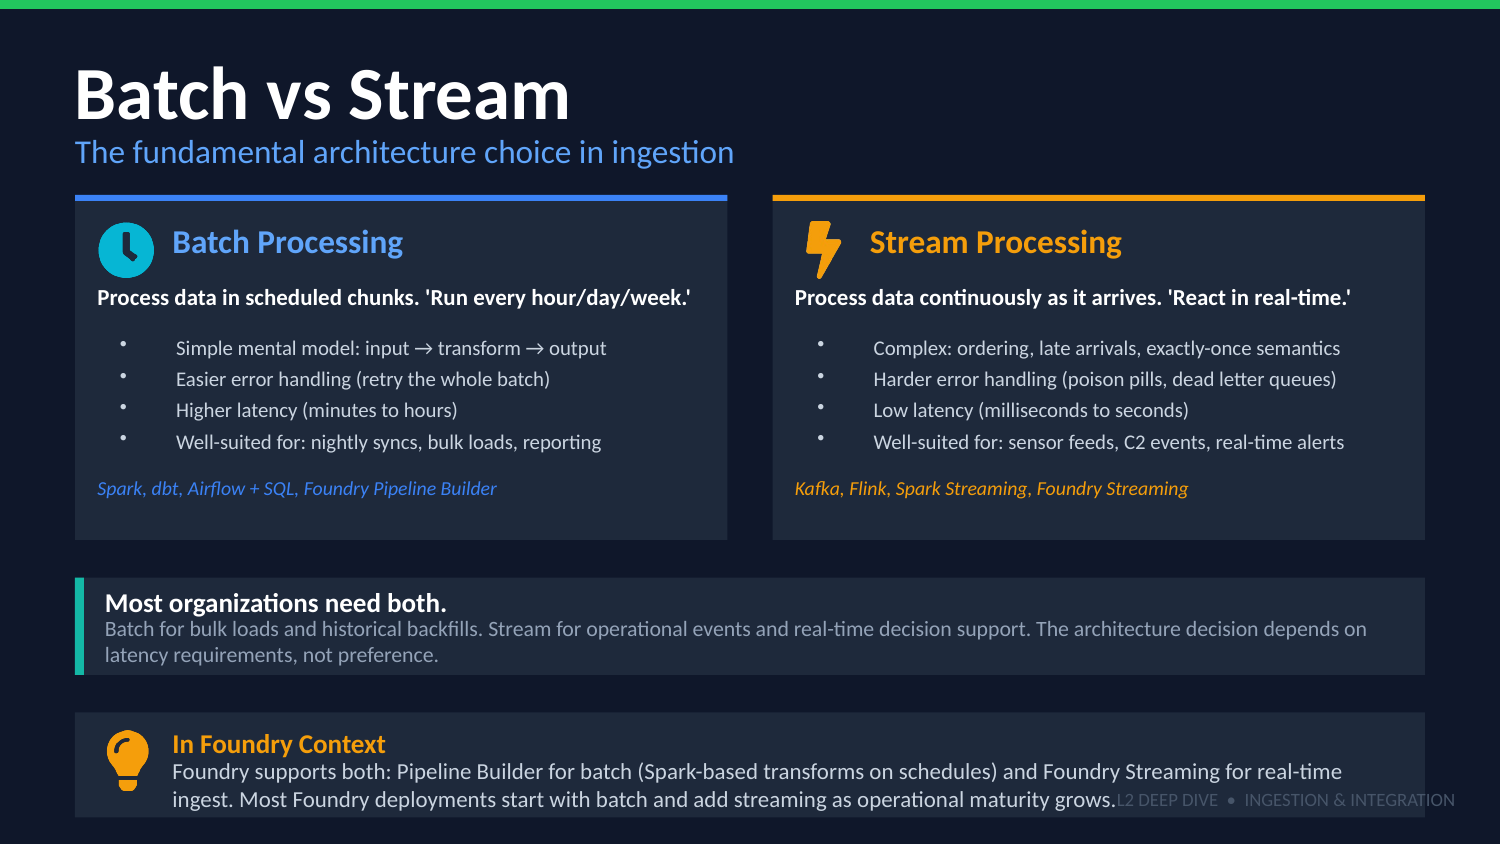 Batch vs Stream
The fundamental architecture choice in ingestion
Batch Processing
Process data in scheduled chunks. 'Run every hour/day/week.'
• Simple mental model: input → transform → output
• Easier error handling (retry the whole batch)
• Higher latency (minutes to hours)
• Well-suited for: nightly syncs, bulk loads, reporting
Spark, dbt, Airflow + SQL, Foundry Pipeline Builder
Stream Processing
Process data continuously as it arrives. 'React in real-time.'
• Complex: ordering, late arrivals, exactly-once semantics
• Harder error handling (poison pills, dead letter queues)
• Low latency (milliseconds to seconds)
• Well-suited for: sensor feeds, C2 events, real-time alerts
Kafka, Flink, Spark Streaming, Foundry Streaming
Most organizations need both.
Batch for bulk loads and historical backfills. Stream for operational events and real-time decision support. The architecture decision depends on
latency requirements, not preference.
In Foundry Context
Foundry supports both: Pipeline Builder for batch (Spark-based transforms on schedules) and Foundry Streaming for real-time
ingest. Most Foundry deployments start with batch and add streaming as operational maturity grows.
L2 DEEP DIVE • INGESTION & INTEGRATION